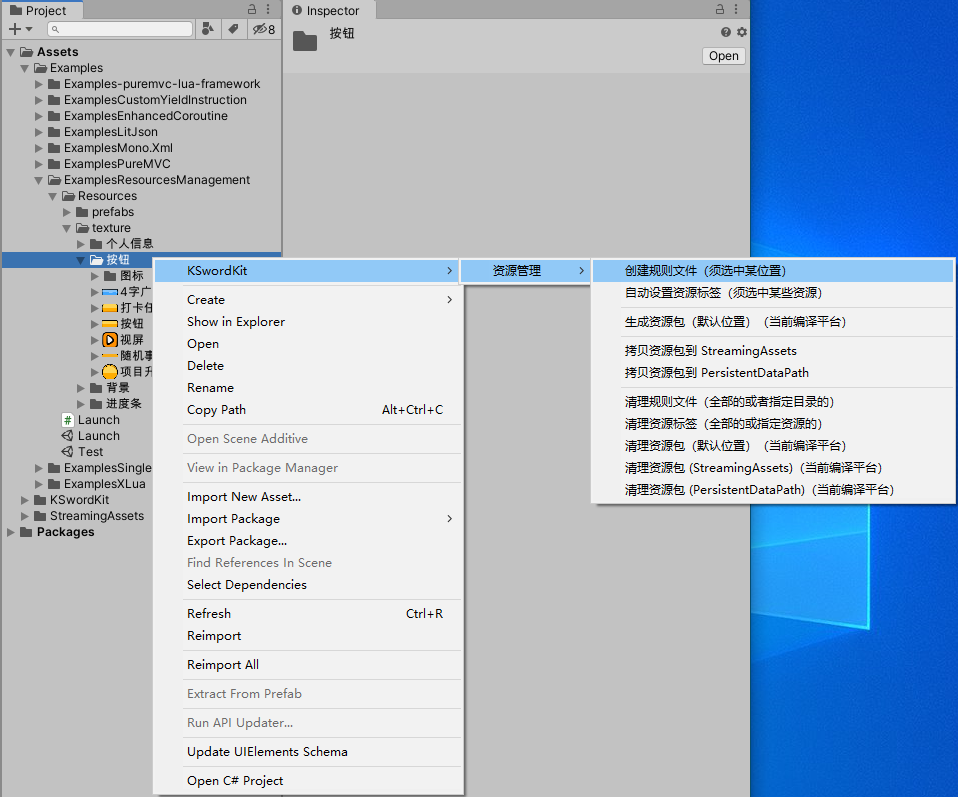 Project
8
Assets
Examples
Examples-puremvc-lua-framework
ExamplesCustomYieldInstruction
ExamplesEnhancedCoroutine
ExamplesLitJson
ExamplesMono.Xml
ExamplesPureMVC
ExamplesResourcesManagement
Resources
prefabs
texture
个人信息
按钮
图标
4字广
打卡任
按钮
视屏
随机事
项目升
背景
进度条
Launch
Launch
Test
ExamplesSingle
ExamplesXLua
KSwordKit
StreamingAssets
Packages
Inspector
按钮
Open
KSwordKit
Create
Show in Explorer
Open
Delete
Rename
Copy Path Alt+Ctrl+C
Open Scene Additive
View in Package Manager
Import New Asset...
Import Package
Export Package...
Find References In Scene
Select Dependencies
Refresh Ctrl+R
Reimport
Reimport All
Extract From Prefab
Run API Updater...
Update UIElements Schema
Open C# Project
资源管理
创建规则文件（须选中某位置）
自动设置资源标签（须选中某些资源）
生成资源包（默认位置）（当前编译平台）
拷贝资源包到 StreamingAssets
拷贝资源包到 PersistentDataPath
清理规则文件（全部的或者指定目录的）
清理资源标签（全部的或指定资源的）
清理资源包（默认位置）（当前编译平台）
清理资源包 (StreamingAssets)（当前编译平台）
清理资源包 (PersistentDataPath)（当前编译平台）